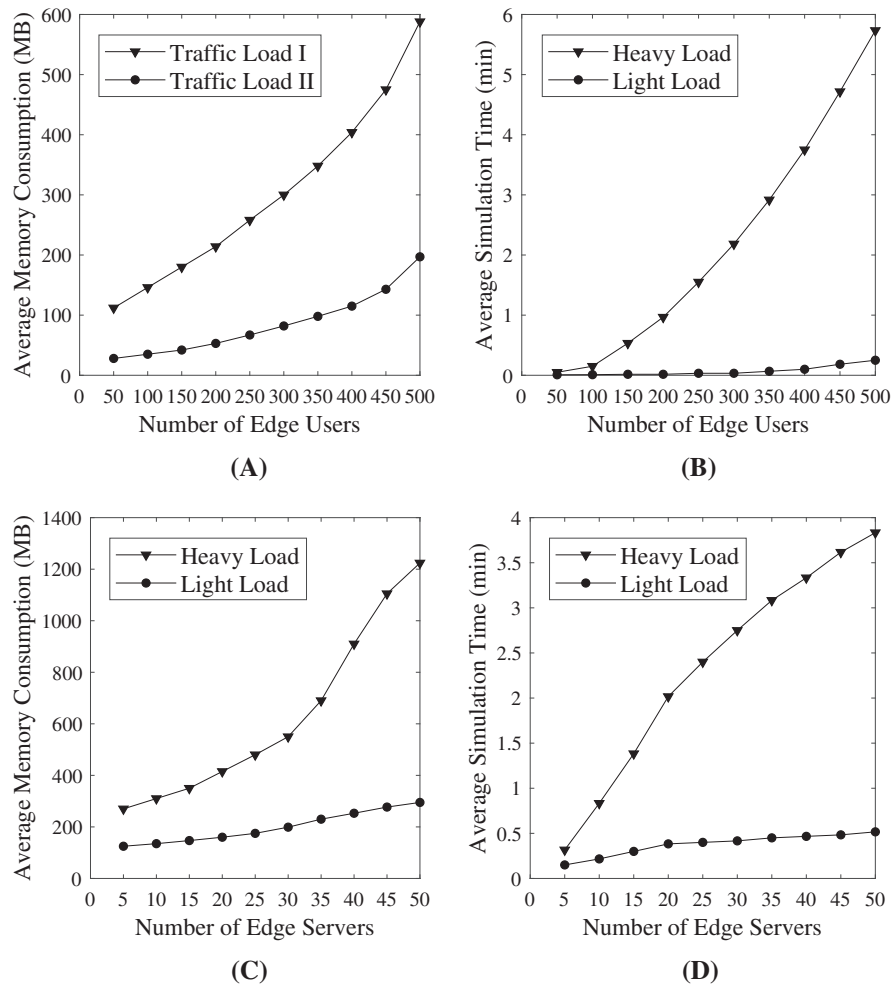 Average Memory Consumption (MB)
600
500
400
300
200
100
0
Traffic Load I
Traffic Load II
0 50 100 150 200 250 300 350 400 450 500
Number of Edge Users
(A)
Average Simulation Time (min)
6
5
4
3
2
1
0
Heavy Load
Light Load
0 50 100 150 200 250 300 350 400 450 500
Number of Edge Users
(B)
Average Memory Consumption (MB)
1400
1200
1000
800
600
400
200
0
Heavy Load
Light Load
0 5 10 15 20 25 30 35 40 45 50
Number of Edge Servers
(C)
Average Simulation Time (min)
4
3.5
3
2.5
2
1.5
1
0.5
0
Heavy Load
Light Load
0 5 10 15 20 25 30 35 40 45 50
Number of Edge Servers
(D)